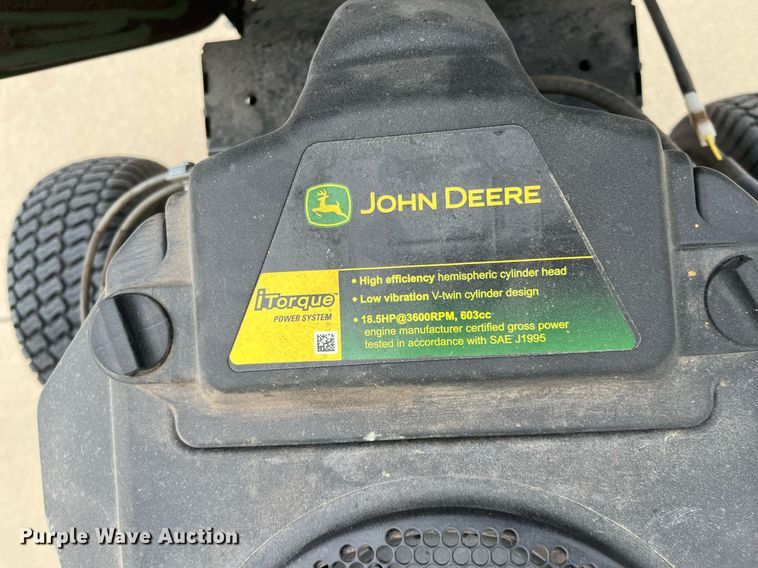 JOHN DEERE
iTorque™
POWER SYSTEM
• High efficiency hemispheric cylinder head
• Low vibration V-twin cylinder design
• 18.5HP@3600RPM, 603cc
engine manufacturer certified gross power
tested in accordance with SAE J1995
Purple Wave Auction